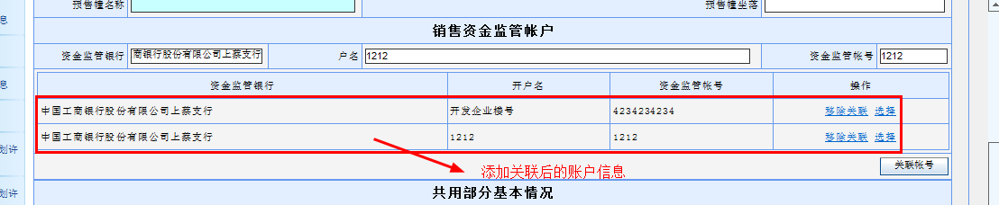 预售幢名称 预售幢坐落
息
销售资金监管帐户
资金监管银行 商银行股份有限公司上蔡支行 户名 1212 资金监管帐号 1212
息 资金监管银行 开户名 资金监管帐号 操作
中国工商银行股份有限公司上蔡支行 开发企业楼号 4234234234 移除关联 选择
中国工商银行股份有限公司上蔡支行 1212 1212 移除关联 选择
划许
关联帐号
添加关联后的账户信息
划许
共用部分基本情况